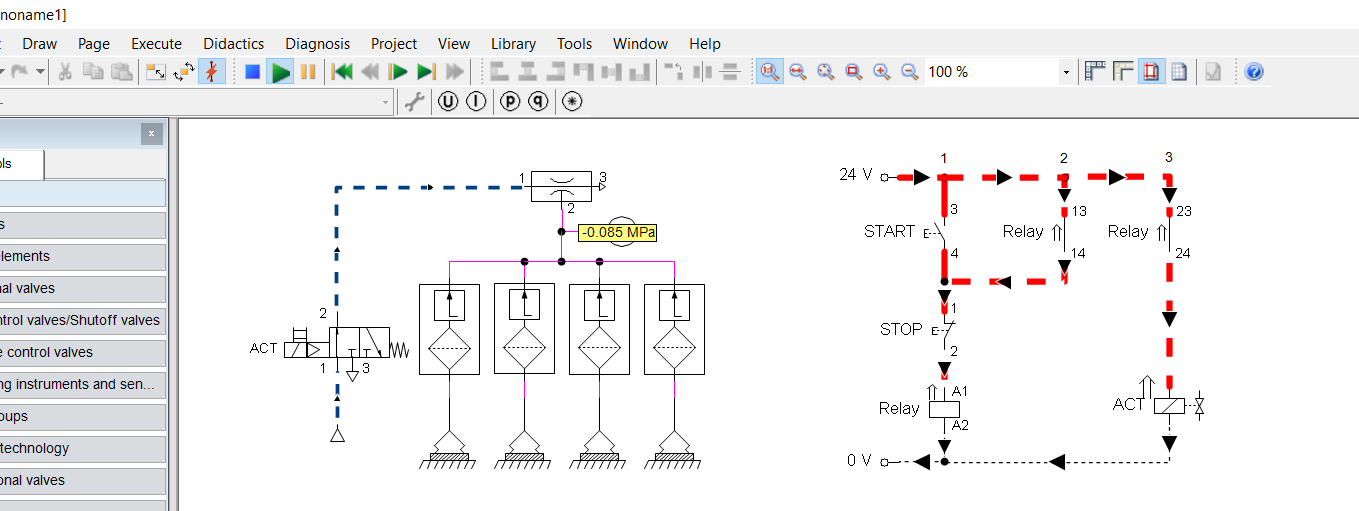 noname1]
Draw Page Execute Didactics Diagnosis Project View Library Tools Window Help
100 %
U I p q
x
ols
s
lements
nal valves
ntrol valves/Shutoff valves
e control valves
ng instruments and sen...
oups
technology
onal valves
1 3
2
-0.085 MPa
2
ACT
1 3
1 2 3
24 V
3 13 23
START Relay Relay
4 14 24
1
STOP
2
A1
Relay ACT
A2
0 V